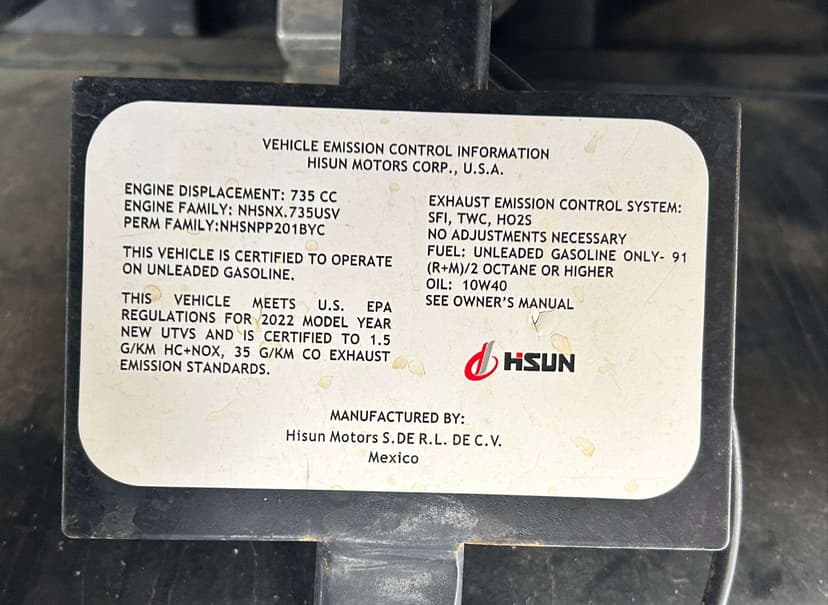 VEHICLE EMISSION CONTROL INFORMATION
HISUN MOTORS CORP., U.S.A.
ENGINE DISPLACEMENT: 735 CC
ENGINE FAMILY: NHSNX.735USV
PERM FAMILY:NHSNPP201BYC
THIS VEHICLE IS CERTIFIED TO OPERATE
ON UNLEADED GASOLINE.
THIS VEHICLE MEETS U.S. EPA
REGULATIONS FOR 2022 MODEL YEAR
NEW UTVS AND IS CERTIFIED TO 1.5
G/KM HC+NOX, 35 G/KM CO EXHAUST
EMISSION STANDARDS.
EXHAUST EMISSION CONTROL SYSTEM:
SFI, TWC, HO2S
NO ADJUSTMENTS NECESSARY
FUEL: UNLEADED GASOLINE ONLY- 91
(R+M)/2 OCTANE OR HIGHER
OIL: 10W40
SEE OWNER'S MANUAL
HISUN
MANUFACTURED BY:
Hisun Motors S.DE R.L. DE C.V.
Mexico